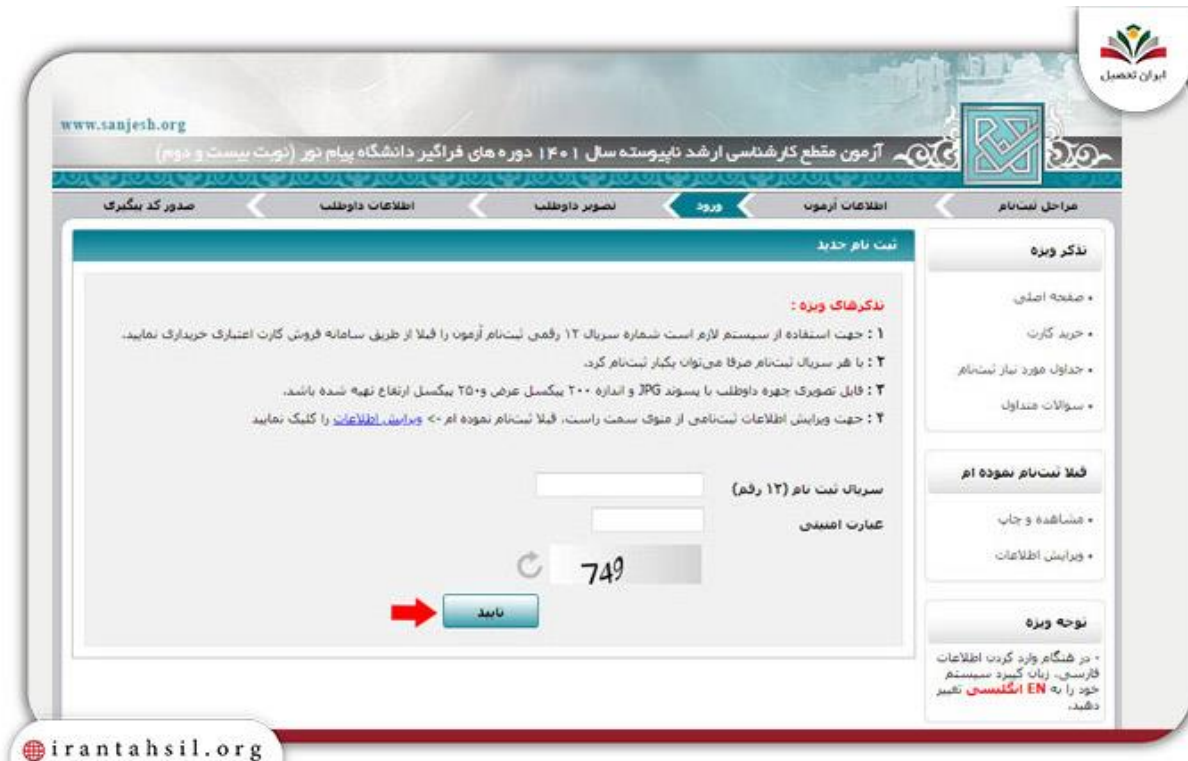 ایران تحصیل
www.sanjesh.org
آزمون مقطع کارشناسی ارشد ناپیوسته سال ۱۴۰۱ دوره های فراگیر دانشگاه پیام نور (نوبت بیست و دوم)
مراحل ثبت‌نام
اطلاعات آزمون
ورود
تصویر داوطلب
اطلاعات داوطلب
صدور کد پیگیری
تذکر ویژه
• صفحه اصلی
• خرید کارت
• جداول مورد نیاز ثبت‌نام
• سوالات متداول
قبلا ثبت‌نام نموده ام
• مشاهده و چاپ
• ویرایش اطلاعات
توجه ویژه
- در هنگام وارد کردن اطلاعات
فارسی، زبان کیبرد سیستم
خود را به EN انگلیسی تغییر
دهید.
ثبت نام جدید
تذکرهای ویژه :
۱ : جهت استفاده از سیستم لازم است شماره سریال ۱۲ رقمی ثبت‌نام آزمون را قبلا از طریق سامانه فروش کارت اعتباری خریداری نمایید.
۲ : با هر سریال ثبت‌نام صرفا می‌توان یکبار ثبت‌نام کرد.
۳ : فایل تصویری چهره داوطلب با پسوند JPG و اندازه ۲۰۰ پیکسل عرض و۲۵۰ پیکسل ارتفاع تهیه شده باشد.
۴ : جهت ویرایش اطلاعات ثبت‌نامی از منوی سمت راست، قبلا ثبت‌نام نموده ام -> ویرایش اطلاعات را کلیک نمایید
سریال ثبت نام (۱۲ رقم)
عبارت امنیتی
749
تایید
irantahsil.org